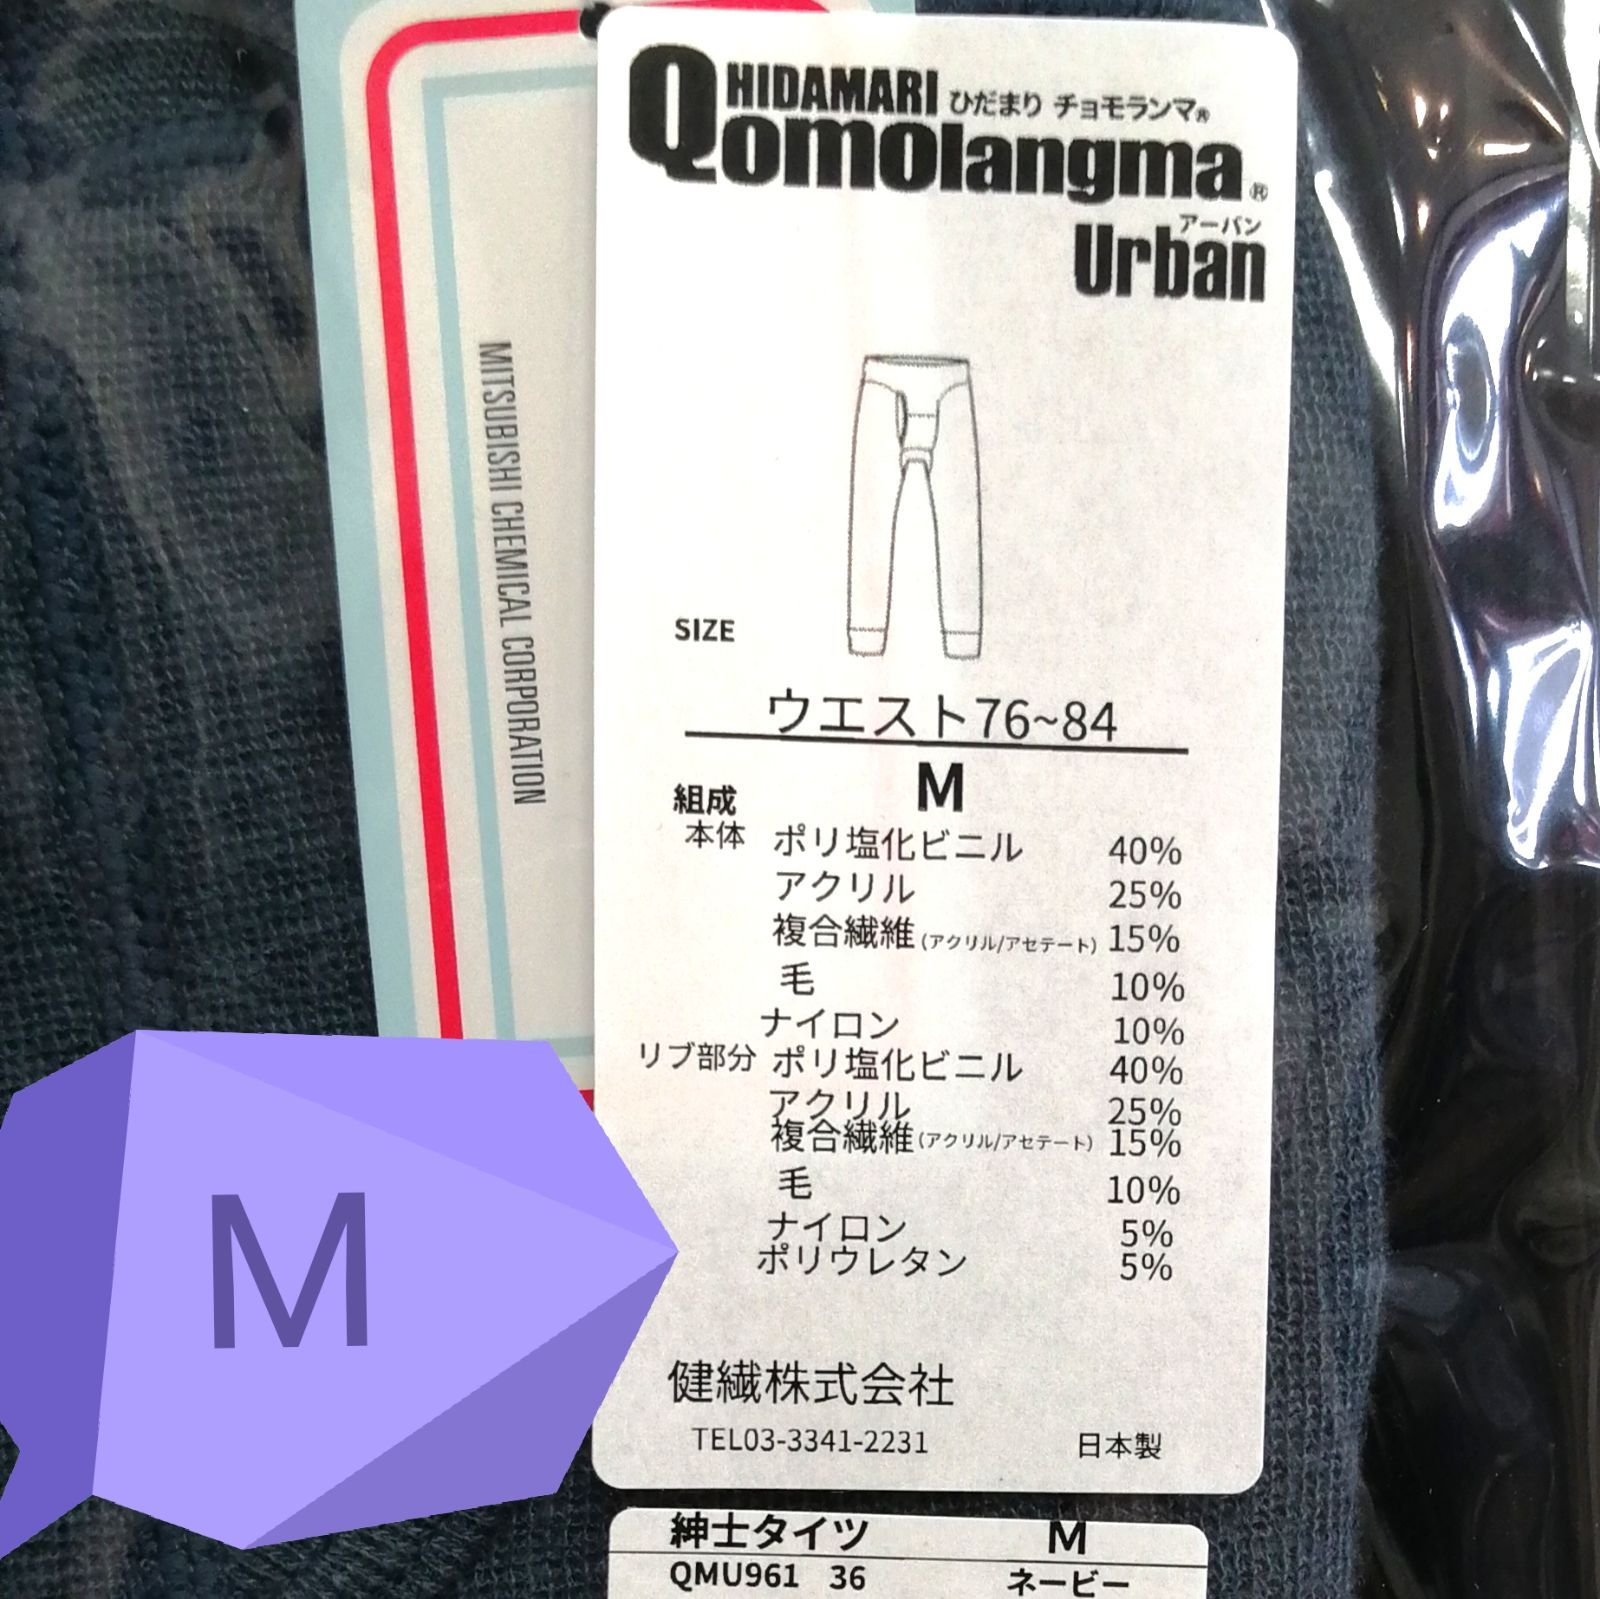 HIDAMARI ひだまり チョモランマ®
Qomolangma®
アーバン
Urban
MITSUBISHI CHEMICAL CORPORATION
SIZE
ウエスト76~84
M
組成
本体 ポリ塩化ビニル 40%
アクリル 25%
複合繊維(アクリル/アセテート) 15%
毛 10%
ナイロン 10%
リブ部分 ポリ塩化ビニル 40%
アクリル 25%
複合繊維(アクリル/アセテート) 15%
毛 10%
ナイロン 5%
ポリウレタン 5%
健繊株式会社
TEL03-3341-2231 日本製
紳士タイツ M
QMU961 36 ネービー
M